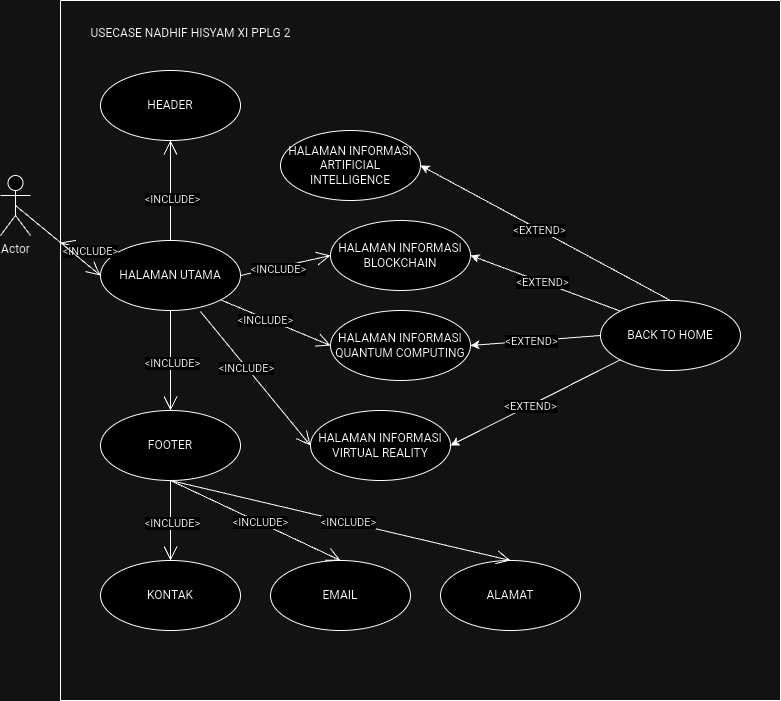 USECASE NADHIF HISYAM XI PPLG 2
HEADER
HALAMAN INFORMASI
ARTIFICIAL
INTELLIGENCE
<INCLUDE>
<EXTEND>
Actor
<INCLUDE>
HALAMAN UTAMA
<INCLUDE>
HALAMAN INFORMASI
BLOCKCHAIN
<EXTEND>
<INCLUDE>
HALAMAN INFORMASI
QUANTUM COMPUTING
<EXTEND>
BACK TO HOME
<INCLUDE>
<INCLUDE>
<EXTEND>
FOOTER
HALAMAN INFORMASI
VIRTUAL REALITY
<INCLUDE>
<INCLUDE>
<INCLUDE>
KONTAK
EMAIL
ALAMAT